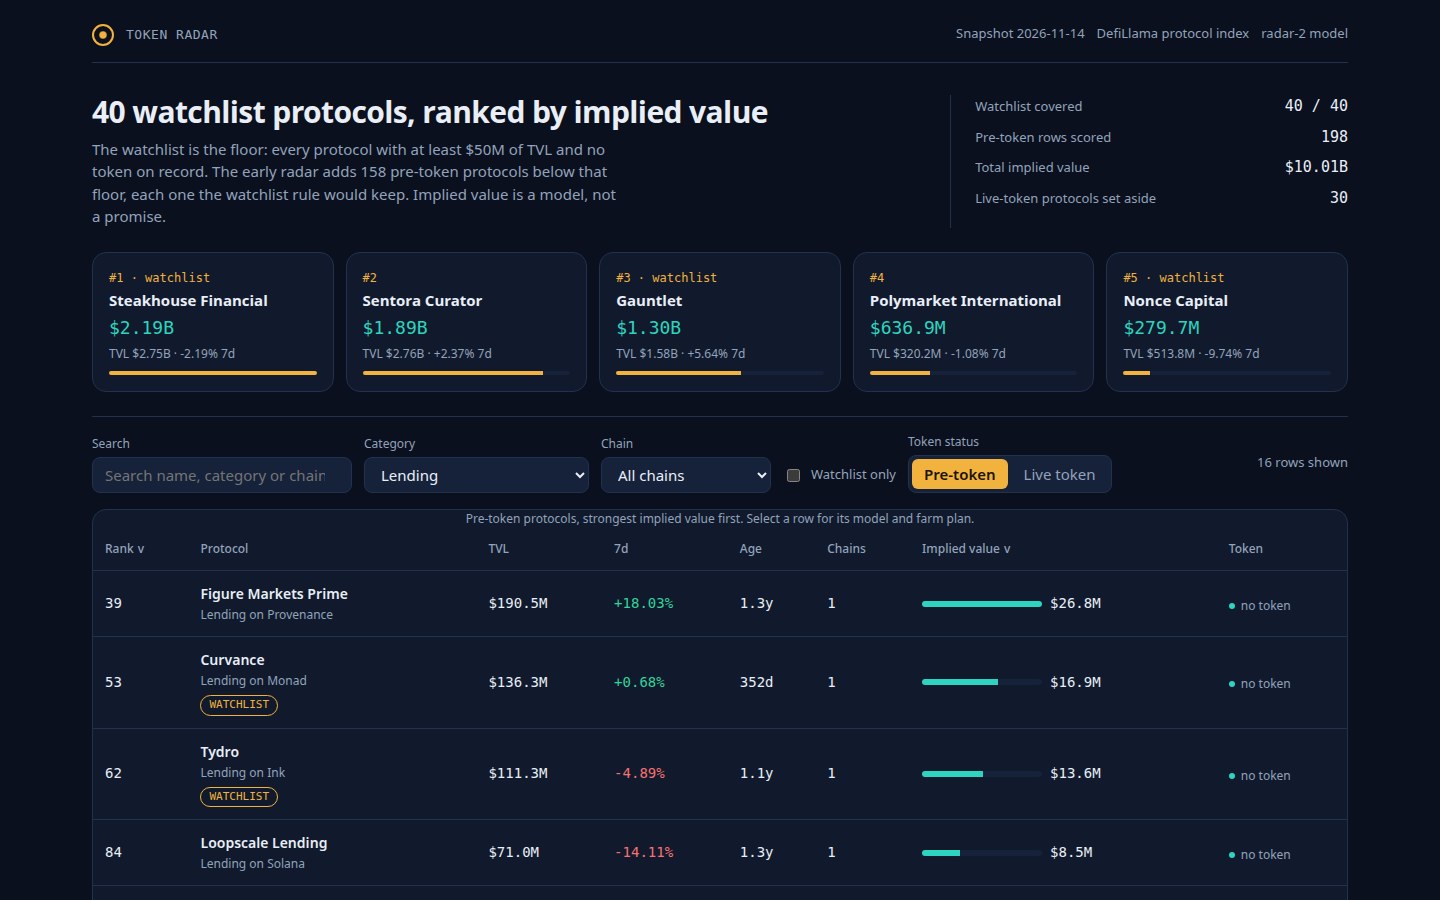 TOKEN RADAR
Snapshot 2026-11-14 DefiLlama protocol index radar-2 model
40 watchlist protocols, ranked by implied value
The watchlist is the floor: every protocol with at least $50M of TVL and no
token on record. The early radar adds 158 pre-token protocols below that
floor, each one the watchlist rule would keep. Implied value is a model, not
a promise.
Watchlist covered 40 / 40
Pre-token rows scored 198
Total implied value $10.01B
Live-token protocols set aside 30
#1 · watchlist
Steakhouse Financial
$2.19B
TVL $2.75B · -2.19% 7d
#2
Sentora Curator
$1.89B
TVL $2.76B · +2.37% 7d
#3 · watchlist
Gauntlet
$1.30B
TVL $1.58B · +5.64% 7d
#4
Polymarket International
$636.9M
TVL $320.2M · -1.08% 7d
#5 · watchlist
Nonce Capital
$279.7M
TVL $513.8M · -9.74% 7d
Search
Search name, category or chain
Category
Lending
Chain
All chains
Watchlist only
Token status
Pre-token Live token
16 rows shown
Pre-token protocols, strongest implied value first. Select a row for its model and farm plan.
Rank v Protocol TVL 7d Age Chains Implied value v Token
39 Figure Markets Prime $190.5M +18.03% 1.3y 1 $26.8M no token
Lending on Provenance
53 Curvance $136.3M +0.68% 352d 1 $16.9M no token
Lending on Monad
WATCHLIST
62 Tydro $111.3M -4.89% 1.1y 1 $13.6M no token
Lending on Ink
WATCHLIST
84 Loopscale Lending $71.0M -14.11% 1.3y 1 $8.5M no token
Lending on Solana